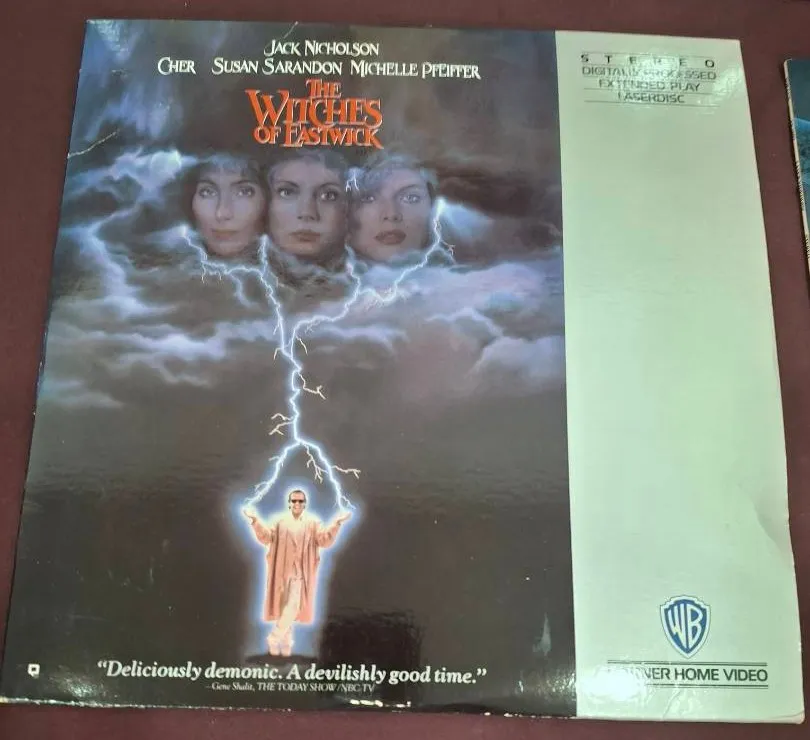 JACK NICHOLSON
CHER SUSAN SARANDON MICHELLE PFEIFFER
THE
WITCHES
OF EASTWICK
STEREO
DIGITALLY PROCESSED
EXTENDED PLAY
LASERDISC
WB
WARNER HOME VIDEO
"Deliciously demonic. A devilishly good time."
—Gene Shalit, THE TODAY SHOW/NBC-TV